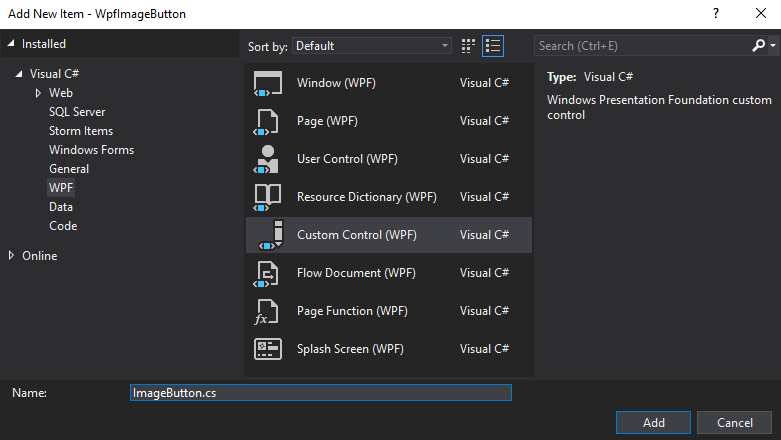 Add New Item - WpfImageButton
? 
Installed
Sort by: Default
Search (Ctrl+E)
Visual C#
Web
SQL Server
Storm Items
Windows Forms
General
WPF
Data
Code
Online
Window (WPF) Visual C#
Page (WPF) Visual C#
User Control (WPF) Visual C#
Resource Dictionary (WPF) Visual C#
Custom Control (WPF) Visual C#
Flow Document (WPF) Visual C#
fx Page Function (WPF) Visual C#
Splash Screen (WPF) Visual C#
Type: Visual C#
Windows Presentation Foundation custom
control
Name: ImageButton.cs
Add Cancel